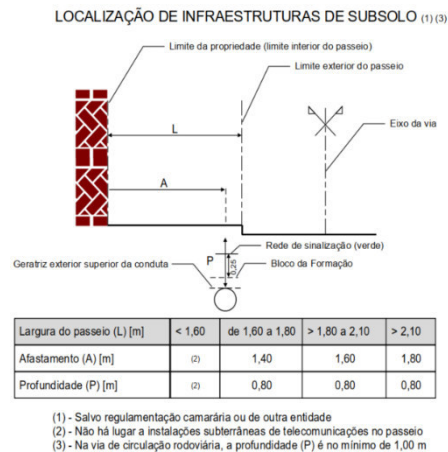 LOCALIZAÇÃO DE INFRAESTRUTURAS DE SUBSOLO (1) (3)
Limite da propriedade (limite interior do passeio)
Limite exterior do passeio
Eixo da via
L
A
Rede de sinalização (verde)
P
0,25
Geratriz exterior superior da conduta
Bloco da Formação
Largura do passeio (L) [m] < 1,60 de 1,60 a 1,80 > 1,80 a 2,10 > 2,10
Afastamento (A) [m] (2) 1,40 1,60 1,80
Profundidade (P) [m] (2) 0,80 0,80 0,80
(1) - Salvo regulamentação camarária ou de outra entidade
(2) - Não há lugar a instalações subterrâneas de telecomunicações no passeio
(3) - Na via de circulação rodoviária, a profundidade (P) é no mínimo de 1,00 m